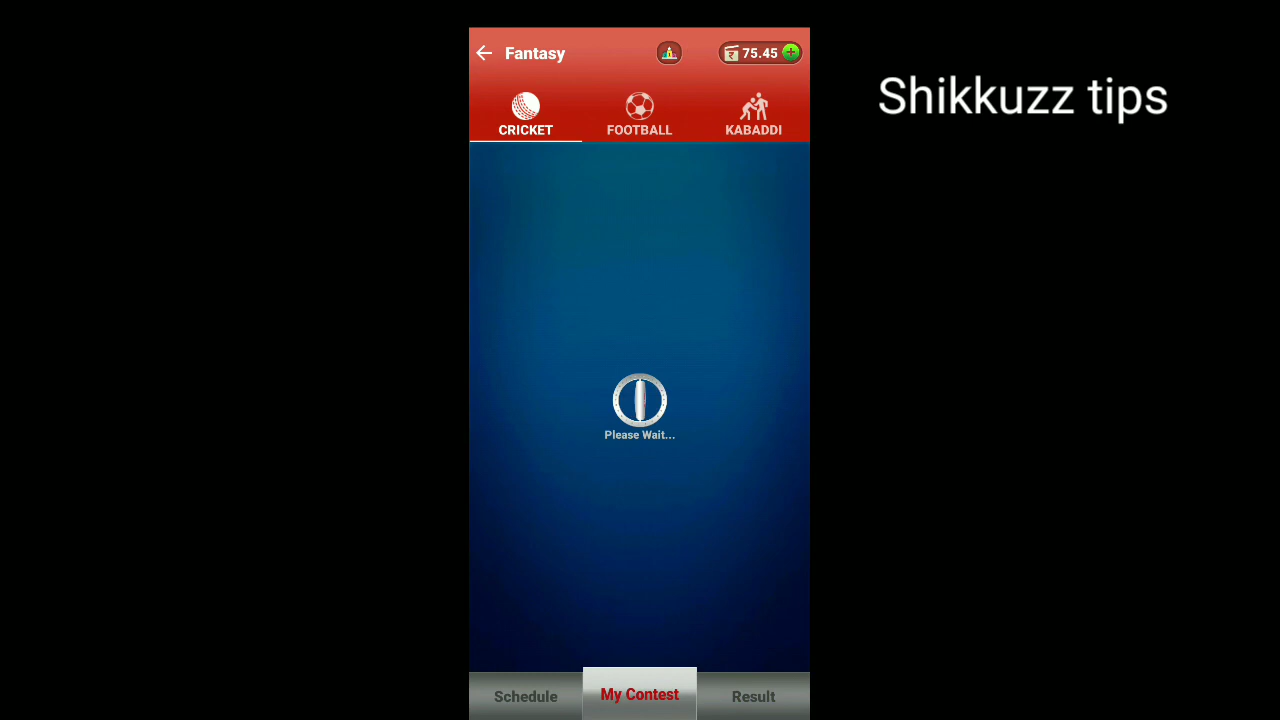 Fantasy
75.45
Shikkuzz tips
CRICKET
FOOTBALL
KABADDI
Please Wait...
Schedule
My Contest
Result